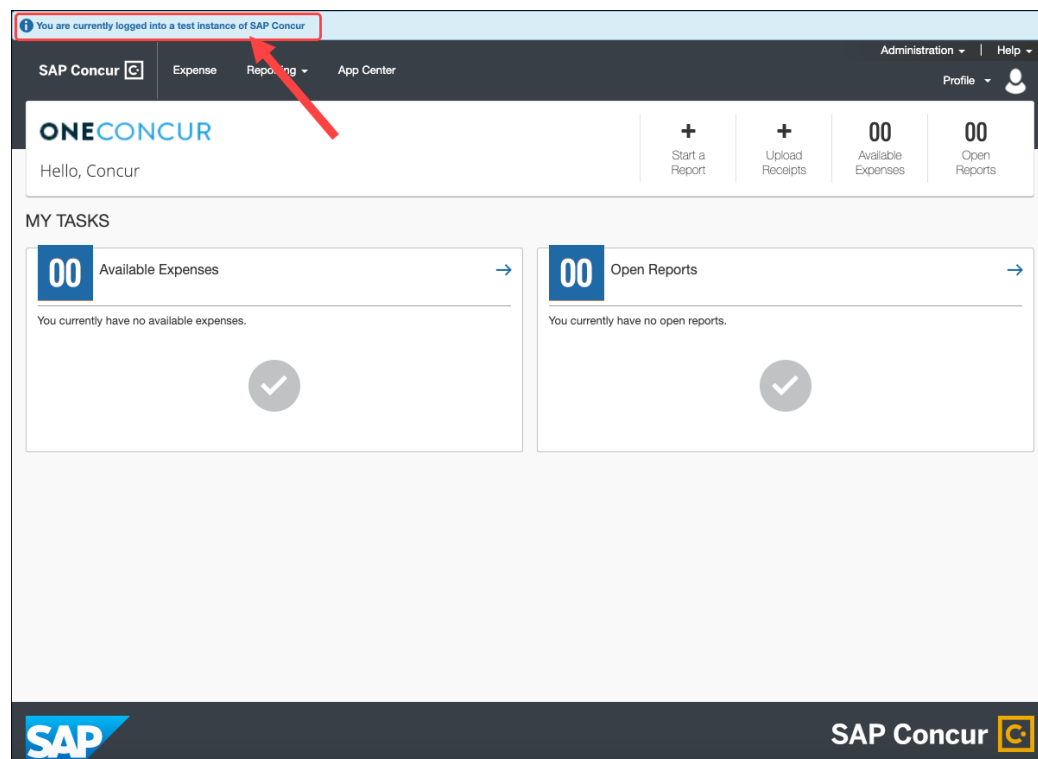 You are currently logged into a test instance of SAP Concur
Administration | Help
SAP Concur C Expense Reporting App Center
Profile
ONECONCUR
Hello, Concur
+ Start a Report
+ Upload Receipts
00 Available Expenses
00 Open Reports
MY TASKS
00 Available Expenses
You currently have no available expenses.
00 Open Reports
You currently have no open reports.
SAP
SAP Concur C